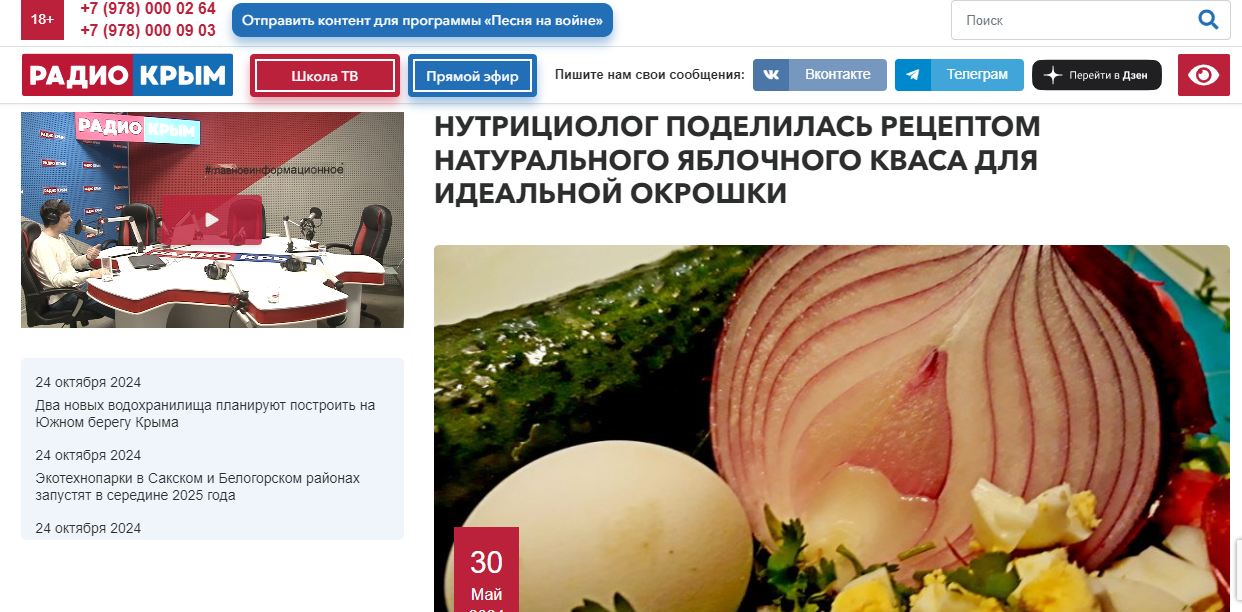 18+
+7 (978) 000 02 64
+7 (978) 000 09 03
Отправить контент для программы «Песня на войне»
Поиск
РАДИО КРЫМ
Школа ТВ
Прямой эфир
Пишите нам свои сообщения:
Вконтакте
Телеграм
Перейти в Дзен
РАДИО КРЫМ
#главноеинформационное
РАДИО КРЫМ
НУТРИЦИОЛОГ ПОДЕЛИЛАСЬ РЕЦЕПТОМ
НАТУРАЛЬНОГО ЯБЛОЧНОГО КВАСА ДЛЯ
ИДЕАЛЬНОЙ ОКРОШКИ
24 октября 2024
Два новых водохранилища планируют построить на
Южном берегу Крыма
24 октября 2024
Экотехнопарки в Сакском и Белогорском районах
запустят в середине 2025 года
24 октября 2024
30
Май
2024